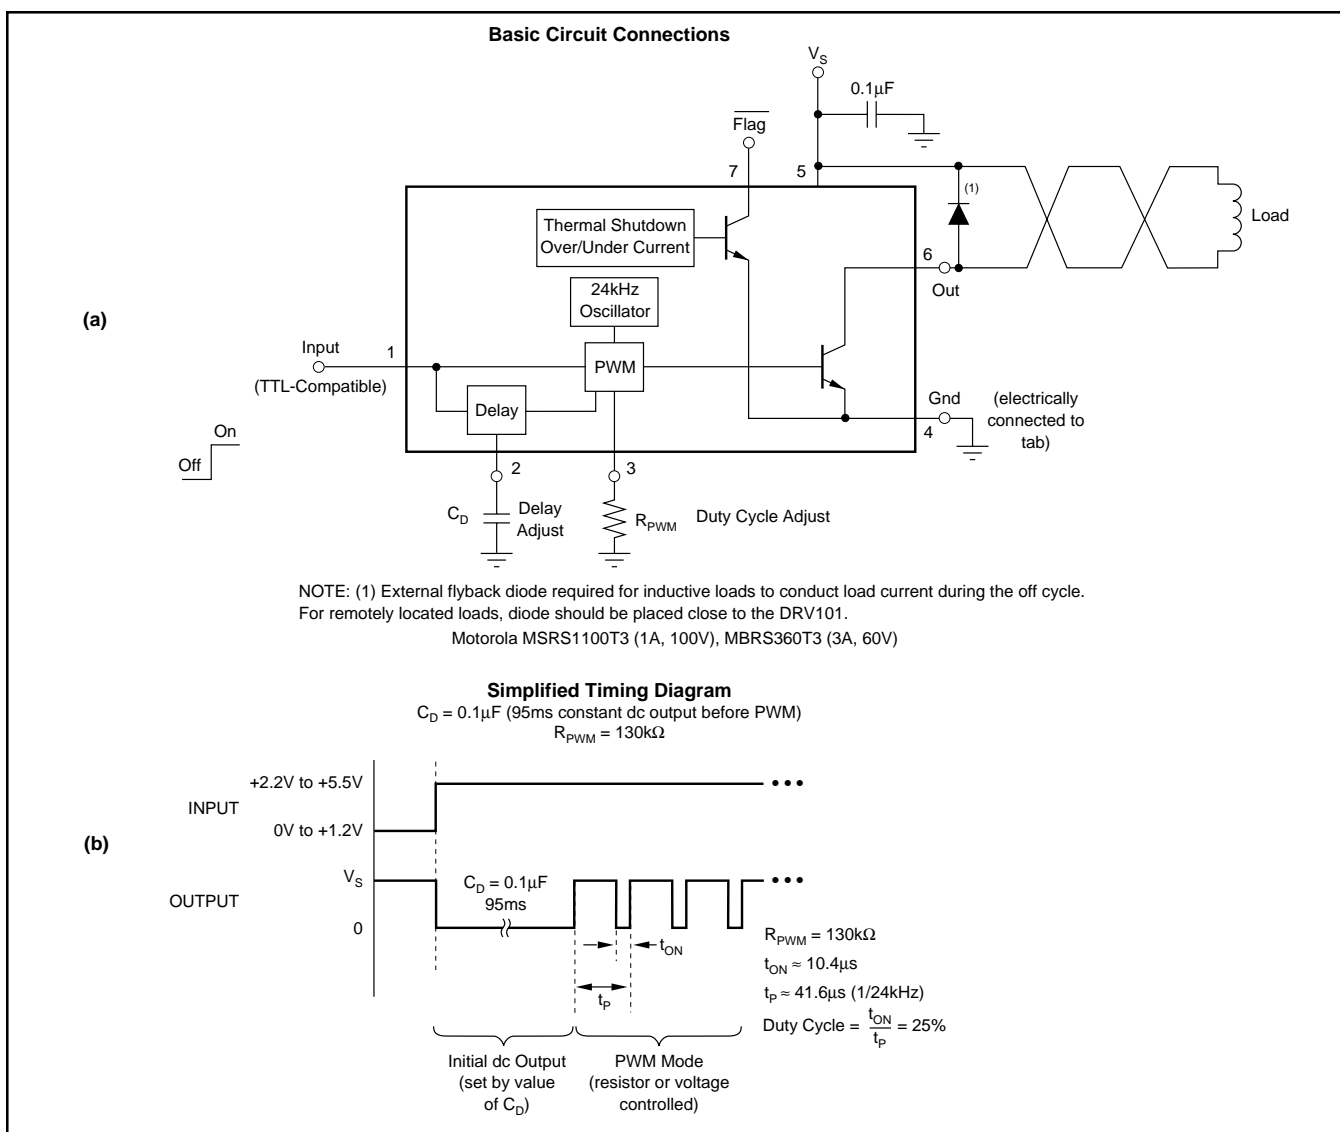 Basic Circuit Connections
V_S
0.1μF
Flag
7
5
(1)
Thermal Shutdown
Over/Under Current
Load
6
Out
24kHz
Oscillator
(a)
Input
1
(TTL-Compatible)
PWM
Delay
Gnd
4
(electrically
connected to
tab)
On
Off
2
3
C_D
Delay
Adjust
R_PWM
Duty Cycle Adjust
NOTE: (1) External flyback diode required for inductive loads to conduct load current during the off cycle.
For remotely located loads, diode should be placed close to the DRV101.
Motorola MSRS1100T3 (1A, 100V), MBRS360T3 (3A, 60V)
Simplified Timing Diagram
C_D = 0.1μF (95ms constant dc output before PWM)
R_PWM = 130kΩ
+2.2V to +5.5V
INPUT
0V to +1.2V
(b)
V_S
OUTPUT
0
C_D = 0.1μF
95ms
t_ON
t_P
R_PWM = 130kΩ
t_ON ≈ 10.4μs
t_P ≈ 41.6μs (1/24kHz)
Duty Cycle = t_ON / t_P = 25%
Initial dc Output
(set by value
of C_D)
PWM Mode
(resistor or voltage
controlled)